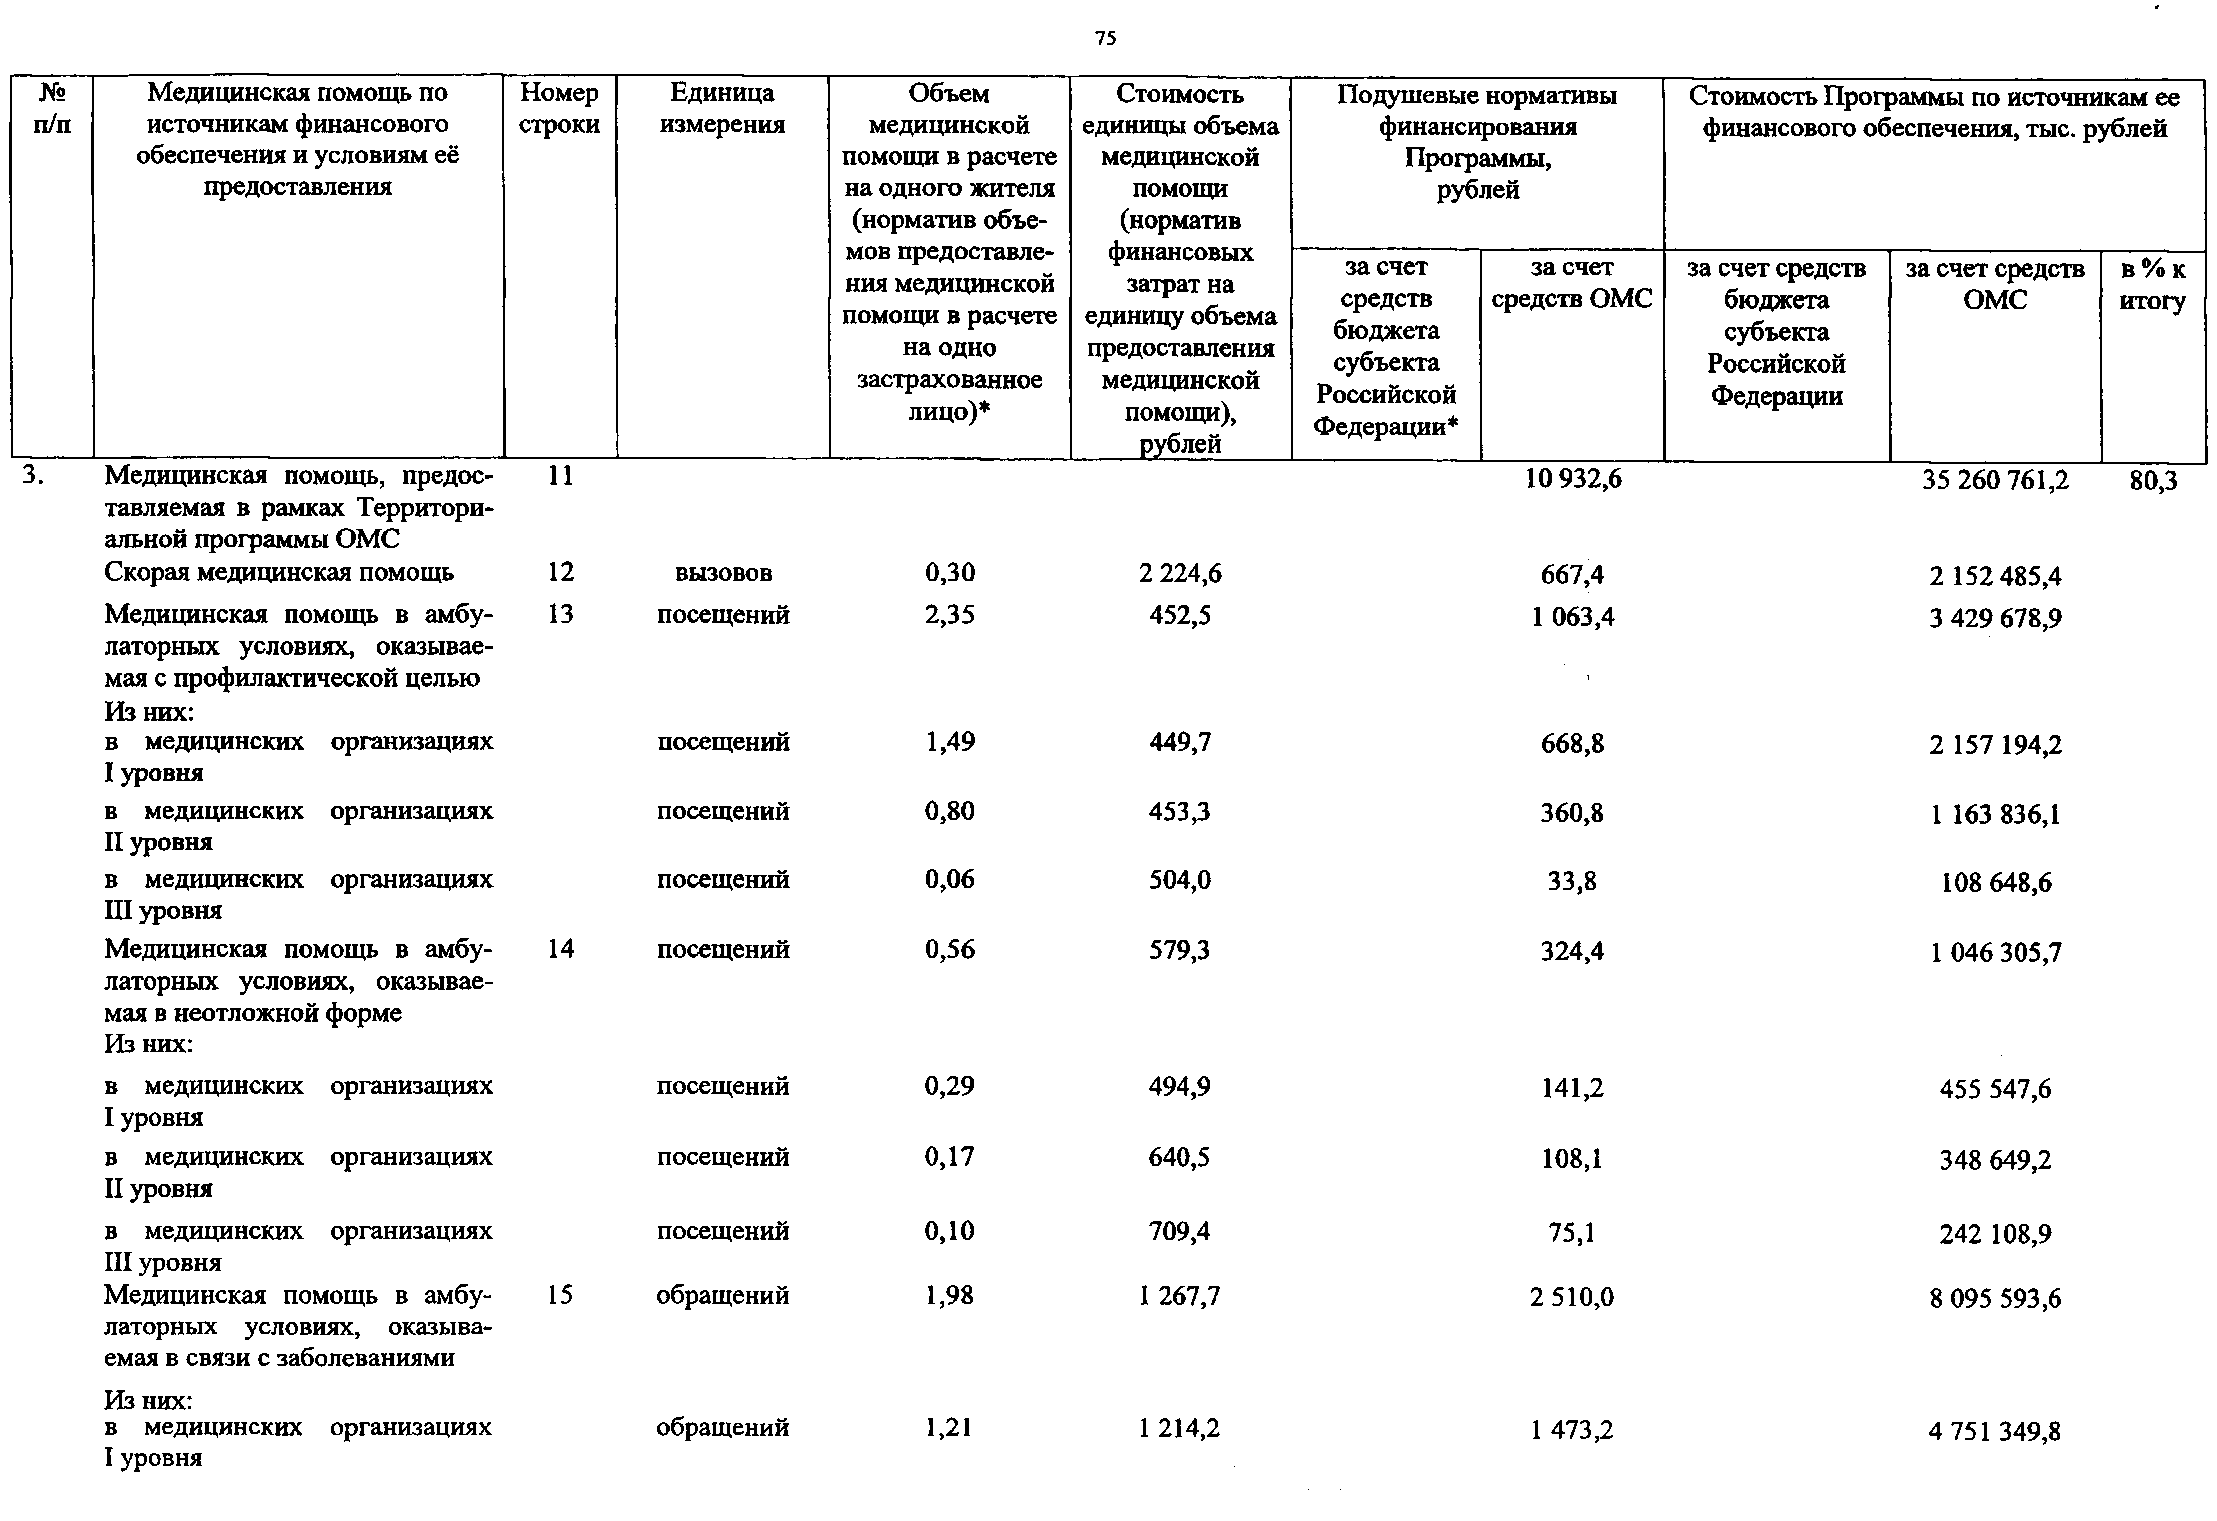 75
№
п/п
Медицинская помощь по
источникам финансового
обеспечения и условиям её
предоставления
Номер
строки
Единица
измерения
Объем
медицинской
помощи в расчете
на одного жителя
(норматив объе-
мов предоставле-
ния медицинской
помощи в расчете
на одно
застрахованное
лицо)*
Стоимость
единицы объема
медицинской
помощи
(норматив
финансовых
затрат на
единицу объема
предоставления
медицинской
помощи),
рублей
Подушевые нормативы
финансирования
Программы,
рублей
Стоимость Программы по источникам ее
финансового обеспечения, тыс. рублей
за счет
средств
бюджета
субъекта
Российской
Федерации*
за счет
средств ОМС
за счет средств
бюджета
субъекта
Российской
Федерации
за счет средств
ОМС
в % к
итогу
3. Медицинская помощь, предос- 11 10 932,6 35 260 761,2 80,3
тавляемая в рамках Территори-
альной программы ОМС
Скорая медицинская помощь 12 вызовов 0,30 2 224,6 667,4 2 152 485,4
Медицинская помощь в амбу- 13 посещений 2,35 452,5 1 063,4 3 429 678,9
латорных условиях, оказывае-
мая с профилактической целью
Из них:
в медицинских организациях посещений 1,49 449,7 668,8 2 157 194,2
I уровня
в медицинских организациях посещений 0,80 453,3 360,8 1 163 836,1
II уровня
в медицинских организациях посещений 0,06 504,0 33,8 108 648,6
III уровня
Медицинская помощь в амбу- 14 посещений 0,56 579,3 324,4 1 046 305,7
латорных условиях, оказывае-
мая в неотложной форме
Из них:
в медицинских организациях посещений 0,29 494,9 141,2 455 547,6
I уровня
в медицинских организациях посещений 0,17 640,5 108,1 348 649,2
II уровня
в медицинских организациях посещений 0,10 709,4 75,1 242 108,9
III уровня
Медицинская помощь в амбу- 15 обращений 1,98 1 267,7 2 510,0 8 095 593,6
латорных условиях, оказыва-
емая в связи с заболеваниями
Из них:
в медицинских организациях обращений 1,21 1 214,2 1 473,2 4 751 349,8
I уровня